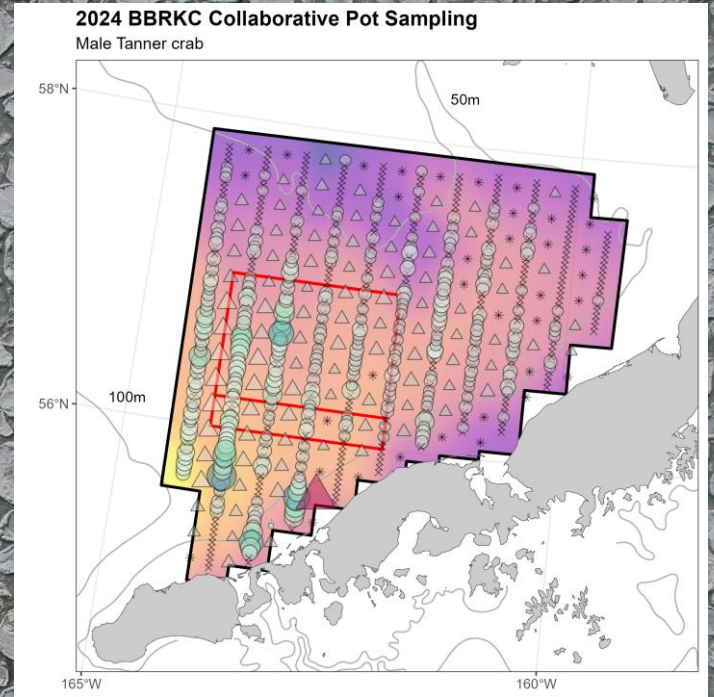 2024 BBRKC Collaborative Pot Sampling
Male Tanner crab
58°N
50m
56°N
100m
165°W
160°W